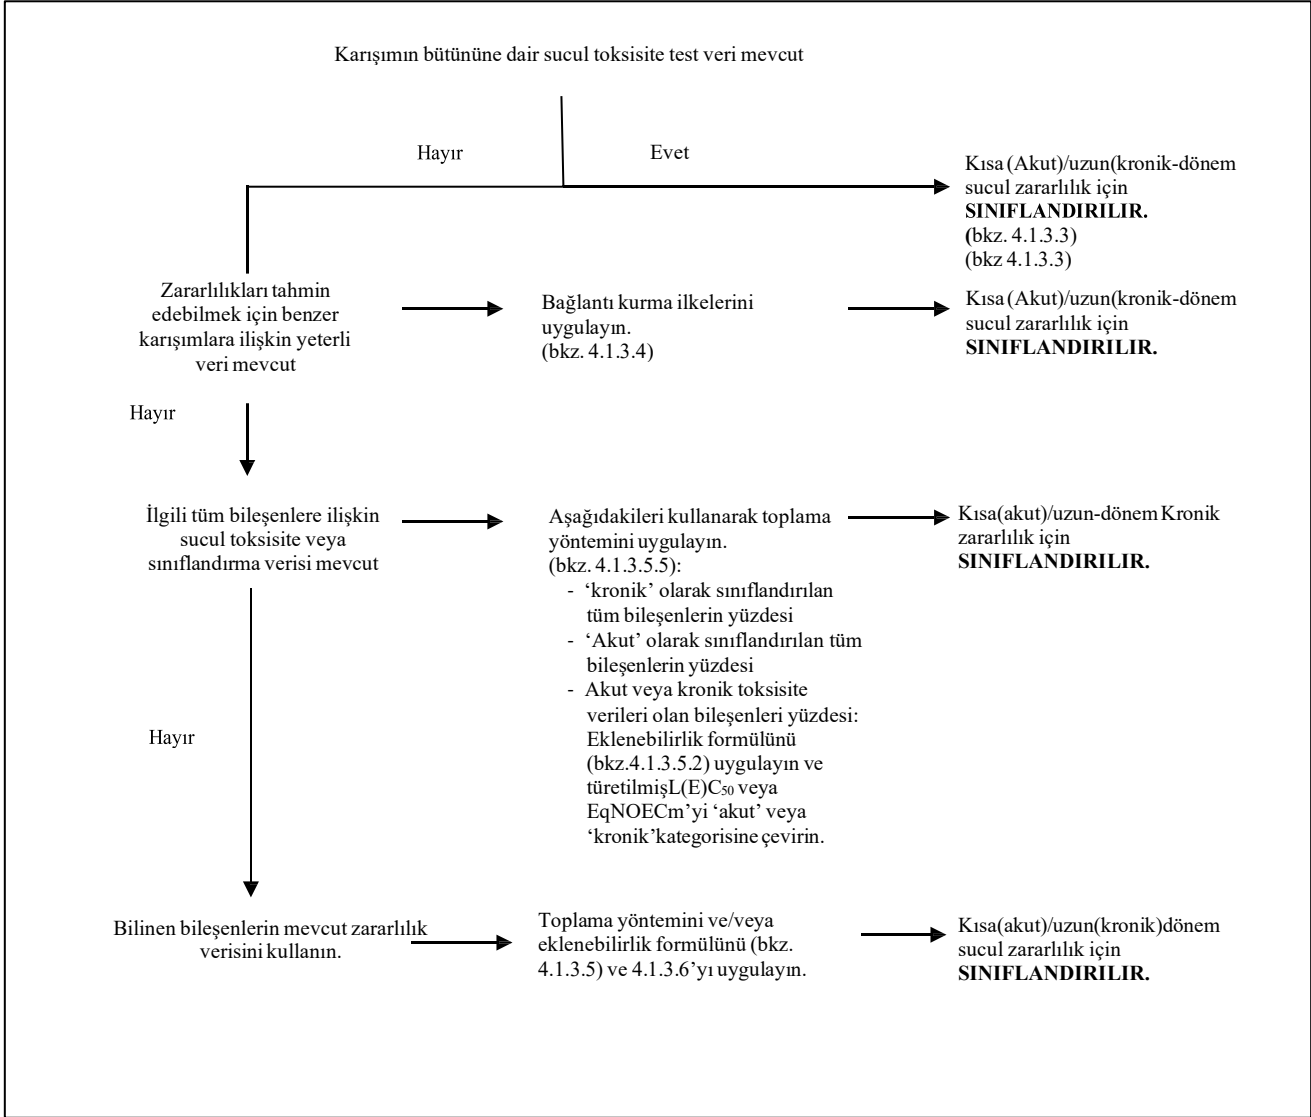 Karışımın bütününe dair sucul toksisite test veri mevcut
Hayır
Evet
Kısa (Akut)/uzun(kronik-dönem
sucul zararlılık için
SINIFLANDIRILIR.
(bkz. 4.1.3.3)
(bkz 4.1.3.3)
Zararlılıkları tahmin
edebilmek için benzer
karışımlara ilişkin yeterli
veri mevcut
Bağlantı kurma ilkelerini
uygulayın.
(bkz. 4.1.3.4)
Kısa (Akut)/uzun(kronik-dönem
sucul zararlılık için
SINIFLANDIRILIR.
Hayır
İlgili tüm bileşenlere ilişkin
sucul toksisite veya
sınıflandırma verisi mevcut
Aşağıdakileri kullanarak toplama
yöntemini uygulayın.
(bkz. 4.1.3.5.5):
- ‘kronik’ olarak sınıflandırılan
tüm bileşenlerin yüzdesi
- ‘Akut’ olarak sınıflandırılan tüm
bileşenlerin yüzdesi
- Akut veya kronik toksisite
verileri olan bileşenleri yüzdesi:
Eklenebilirlik formülünü
(bkz.4.1.3.5.2) uygulayın ve
türetilmişL(E)C₅₀ veya
EqNOECm’yi ‘akut’ veya
‘kronik’kategorisine çevirin.
Kısa(akut)/uzun-dönem Kronik
zararlılık için
SINIFLANDIRILIR.
Hayır
Bilinen bileşenlerin mevcut zararlılık
verisini kullanın.
Toplama yöntemini ve/veya
eklenebilirlik formülünü (bkz.
4.1.3.5) ve 4.1.3.6’yı uygulayın.
Kısa(akut)/uzun(kronik)dönem
sucul zararlılık için
SINIFLANDIRILIR.